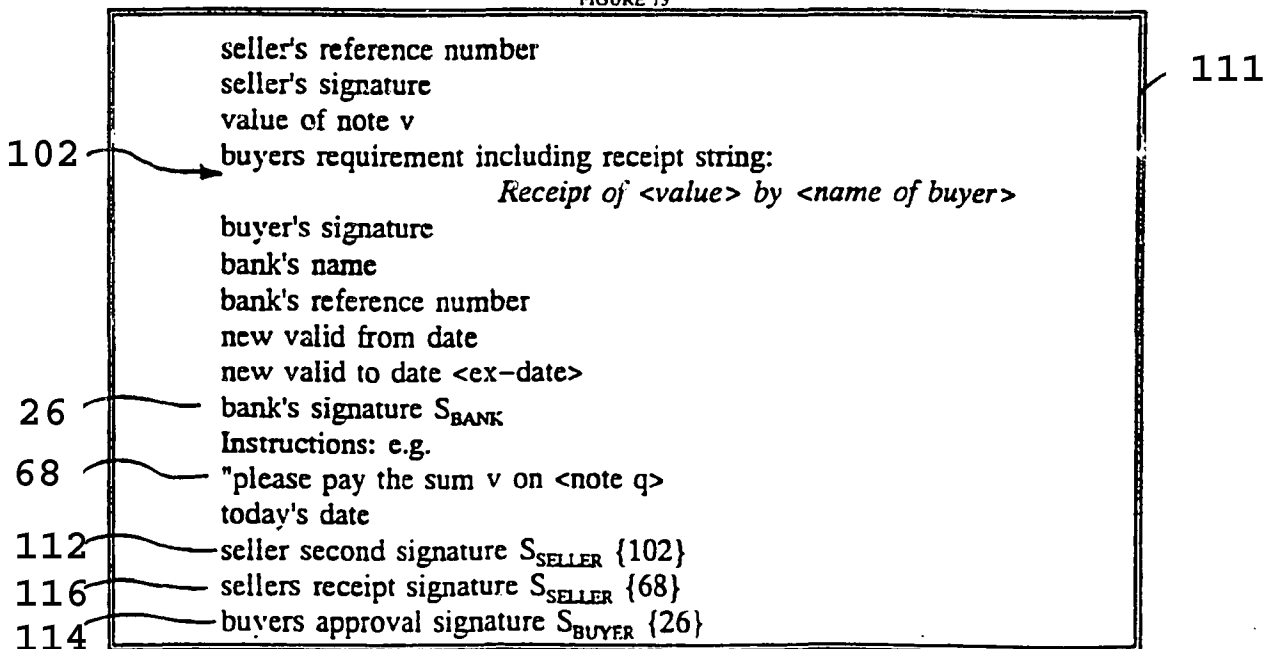 FIGURE 13
seller's reference number
seller's signature
111
value of note v
102
buyers requirement including receipt string:
Receipt of <value> by <name of buyer>
buyer's signature
bank's name
bank's reference number
new valid from date
new valid to date <ex-date>
26
bank's signature S_BANK
Instructions: e.g.
68
"please pay the sum v on <note q>
today's date
112
seller second signature S_SELLER {102}
116
sellers receipt signature S_SELLER {68}
114
buyers approval signature S_BUYER {26}